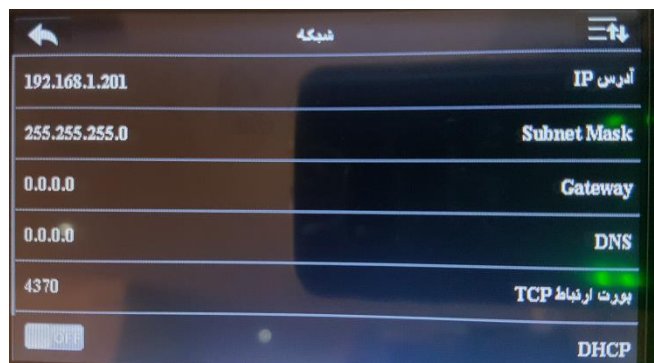 شبکه
آدرس IP 192.168.1.201
Subnet Mask 255.255.255.0
Gateway 0.0.0.0
DNS 0.0.0.0
پورت ارتباط TCP 4370
DHCP OFF